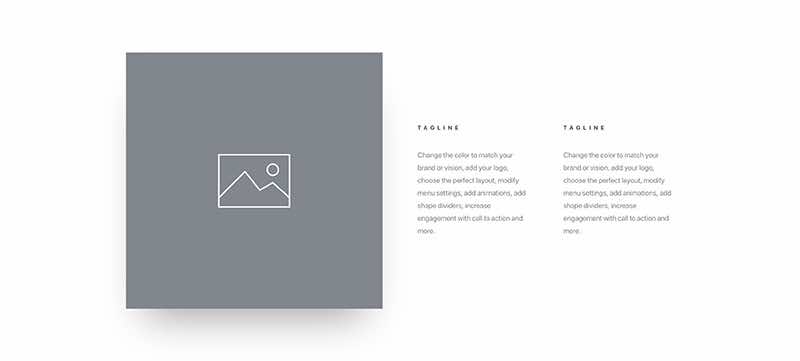 TAGLINE
Change the color to match your
brand or vision, add your logo,
choose the perfect layout, modify
menu settings, add animations, add
shape dividers, increase
engagement with call to action and
more.
TAGLINE
Change the color to match your
brand or vision, add your logo,
choose the perfect layout, modify
menu settings, add animations, add
shape dividers, increase
engagement with call to action and
more.